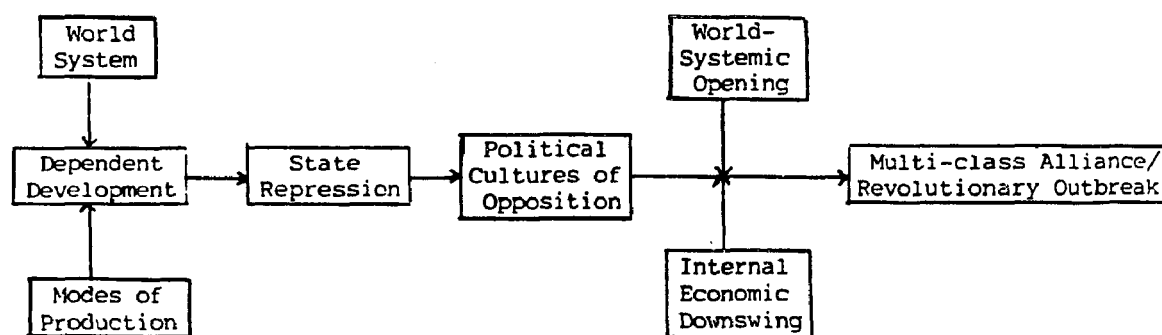 World
System
World-
Systemic
Opening
Dependent
Development
State
Repression
Political
Cultures of
Opposition
Multi-class Alliance/
Revolutionary Outbreak
Modes of
Production
Internal
Economic
Downswing